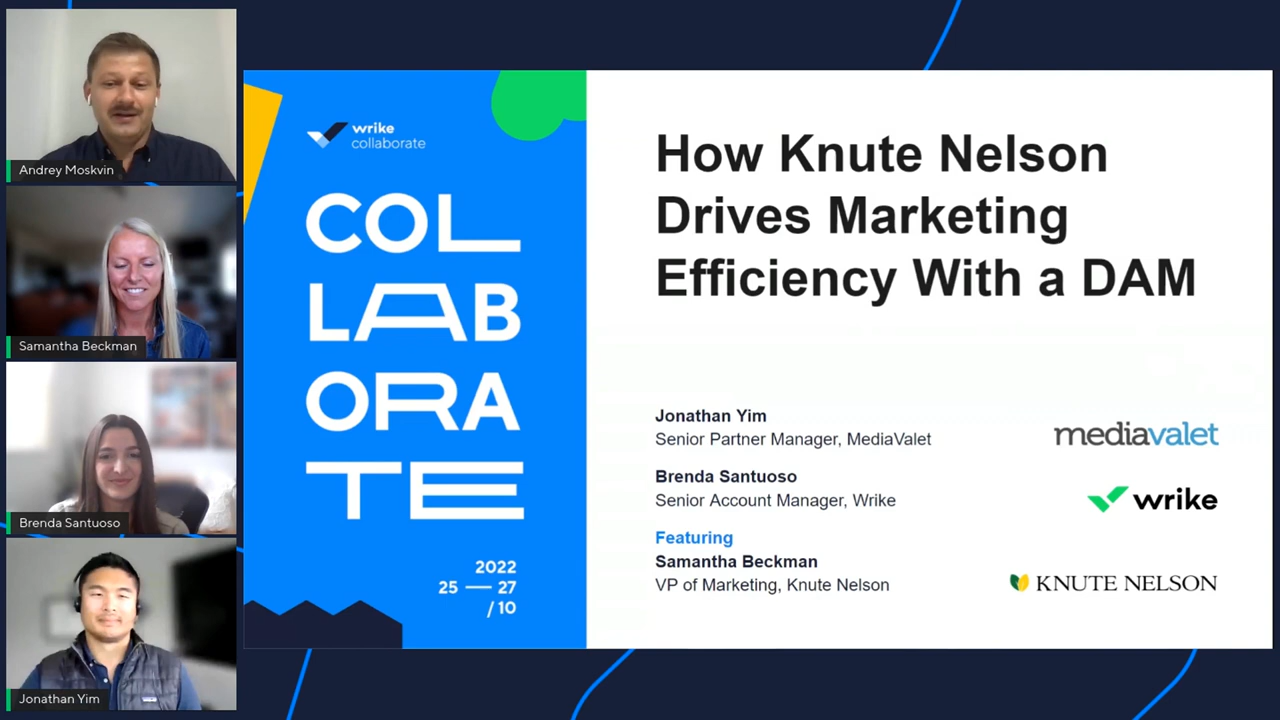 Andrey Moskvin
Samantha Beckman
Brenda Santuoso
Jonathan Yim
wrike
collaborate
COL
LAB
ORA
TE
2022
25 — 27
/ 10
How Knute Nelson
Drives Marketing
Efficiency With a DAM
Jonathan Yim
Senior Partner Manager, MediaValet
mediavalet
Brenda Santuoso
Senior Account Manager, Wrike
wrike
Featuring
Samantha Beckman
VP of Marketing, Knute Nelson
KNUTE NELSON